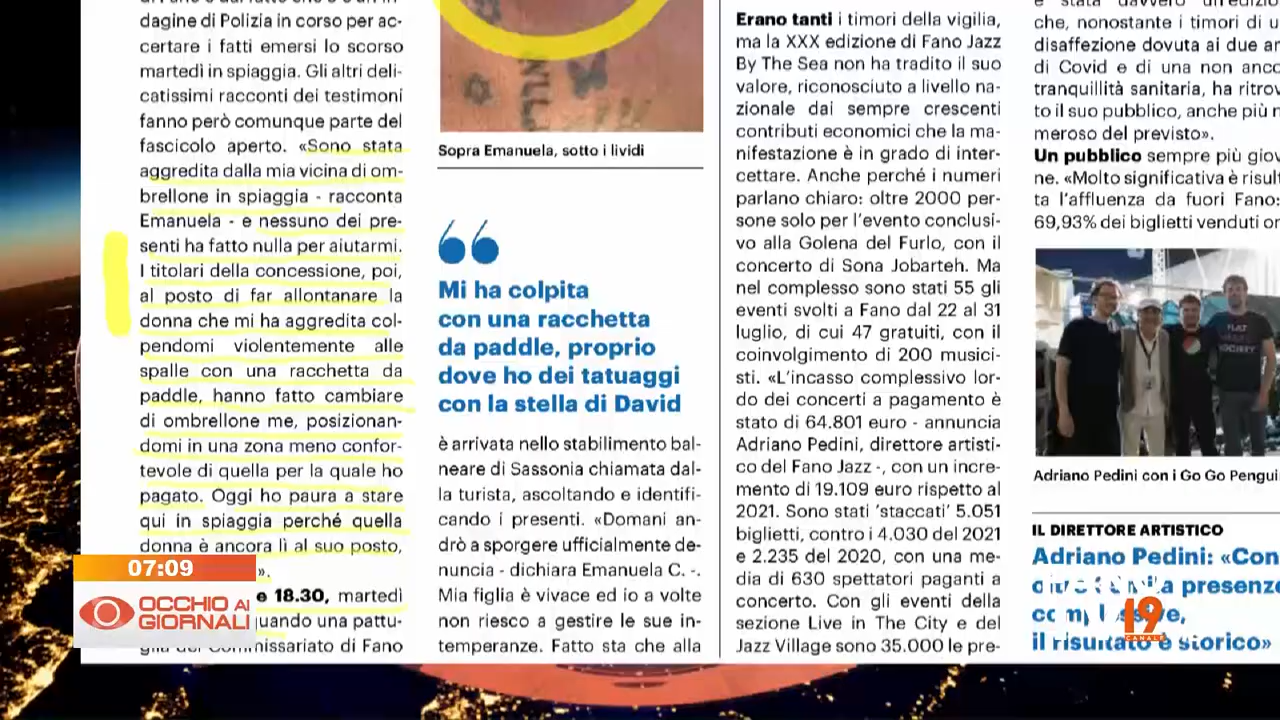 dagine di Polizia in corso per ac-
certare i fatti emersi lo scorso
martedì in spiaggia. Gli altri deli-
catissimi racconti dei testimoni
fanno però comunque parte del
fascicolo aperto. «Sono stata
aggredita dalla mia vicina di om-
brellone in spiaggia - racconta
Emanuela - e nessuno dei pre-
senti ha fatto nulla per aiutarmi.
I titolari della concessione, poi,
al posto di far allontanare la
donna che mi ha aggredita col-
pendomi violentemente alle
spalle con una racchetta da
paddle, hanno fatto cambiare
di ombrellone me, posizionan-
domi in una zona meno confor-
tevole di quella per la quale ho
pagato. Oggi ho paura a stare
qui in spiaggia perché quella
donna è ancora lì al suo posto,
».
e 18.30, martedì
quando una pattu-
glia del Commissariato di Fano
Sopra Emanuela, sotto i lividi
Mi ha colpita
con una racchetta
da paddle, proprio
dove ho dei tatuaggi
con la stella di David
è arrivata nello stabilimento bal-
neare di Sassonia chiamata dal-
la turista, ascoltando e identifi-
cando i presenti. «Domani an-
drò a sporgere ufficialmente de-
nuncia - dichiara Emanuela C. -.
Mia figlia è vivace ed io a volte
non riesco a gestire le sue in-
temperanze. Fatto sta che alla
Erano tanti i timori della vigilia,
ma la XXX edizione di Fano Jazz
By The Sea non ha tradito il suo
valore, riconosciuto a livello na-
zionale dai sempre crescenti
contributi economici che la ma-
nifestazione è in grado di inter-
cettare. Anche perché i numeri
parlano chiaro: oltre 2000 per-
sone solo per l'evento conclusi-
vo alla Golena del Furlo, con il
concerto di Sona Jobarteh. Ma
nel complesso sono stati 55 gli
eventi svolti a Fano dal 22 al 31
luglio, di cui 47 gratuiti, con il
coinvolgimento di 200 musici-
sti. «L'incasso complessivo lor-
do dei concerti a pagamento è
stato di 64.801 euro - annuncia
Adriano Pedini, direttore artisti-
co del Fano Jazz -, con un incre-
mento di 19.109 euro rispetto al
2021. Sono stati 'staccati' 5.051
biglietti, contro i 4.030 del 2021
e 2.235 del 2020, con una me-
dia di 630 spettatori paganti a
concerto. Con gli eventi della
sezione Live in The City e del
Jazz Village sono 35.000 le pre-
che, nonostante i timori di u
disaffezione dovuta ai due an
di Covid e di una non anco
tranquillità sanitaria, ha ritrov
to il suo pubblico, anche più n
meroso del previsto».
Un pubblico sempre più giov
ne. «Molto significativa è risult
ta l'affluenza da fuori Fano:
69,93% dei biglietti venduti or
Adriano Pedini con i Go Go Pengui
IL DIRETTORE ARTISTICO
Adriano Pedini: «Con
presenze
il risultato è storico»
07:09
OCCHIO AI
GIORNALI
19
CANALE